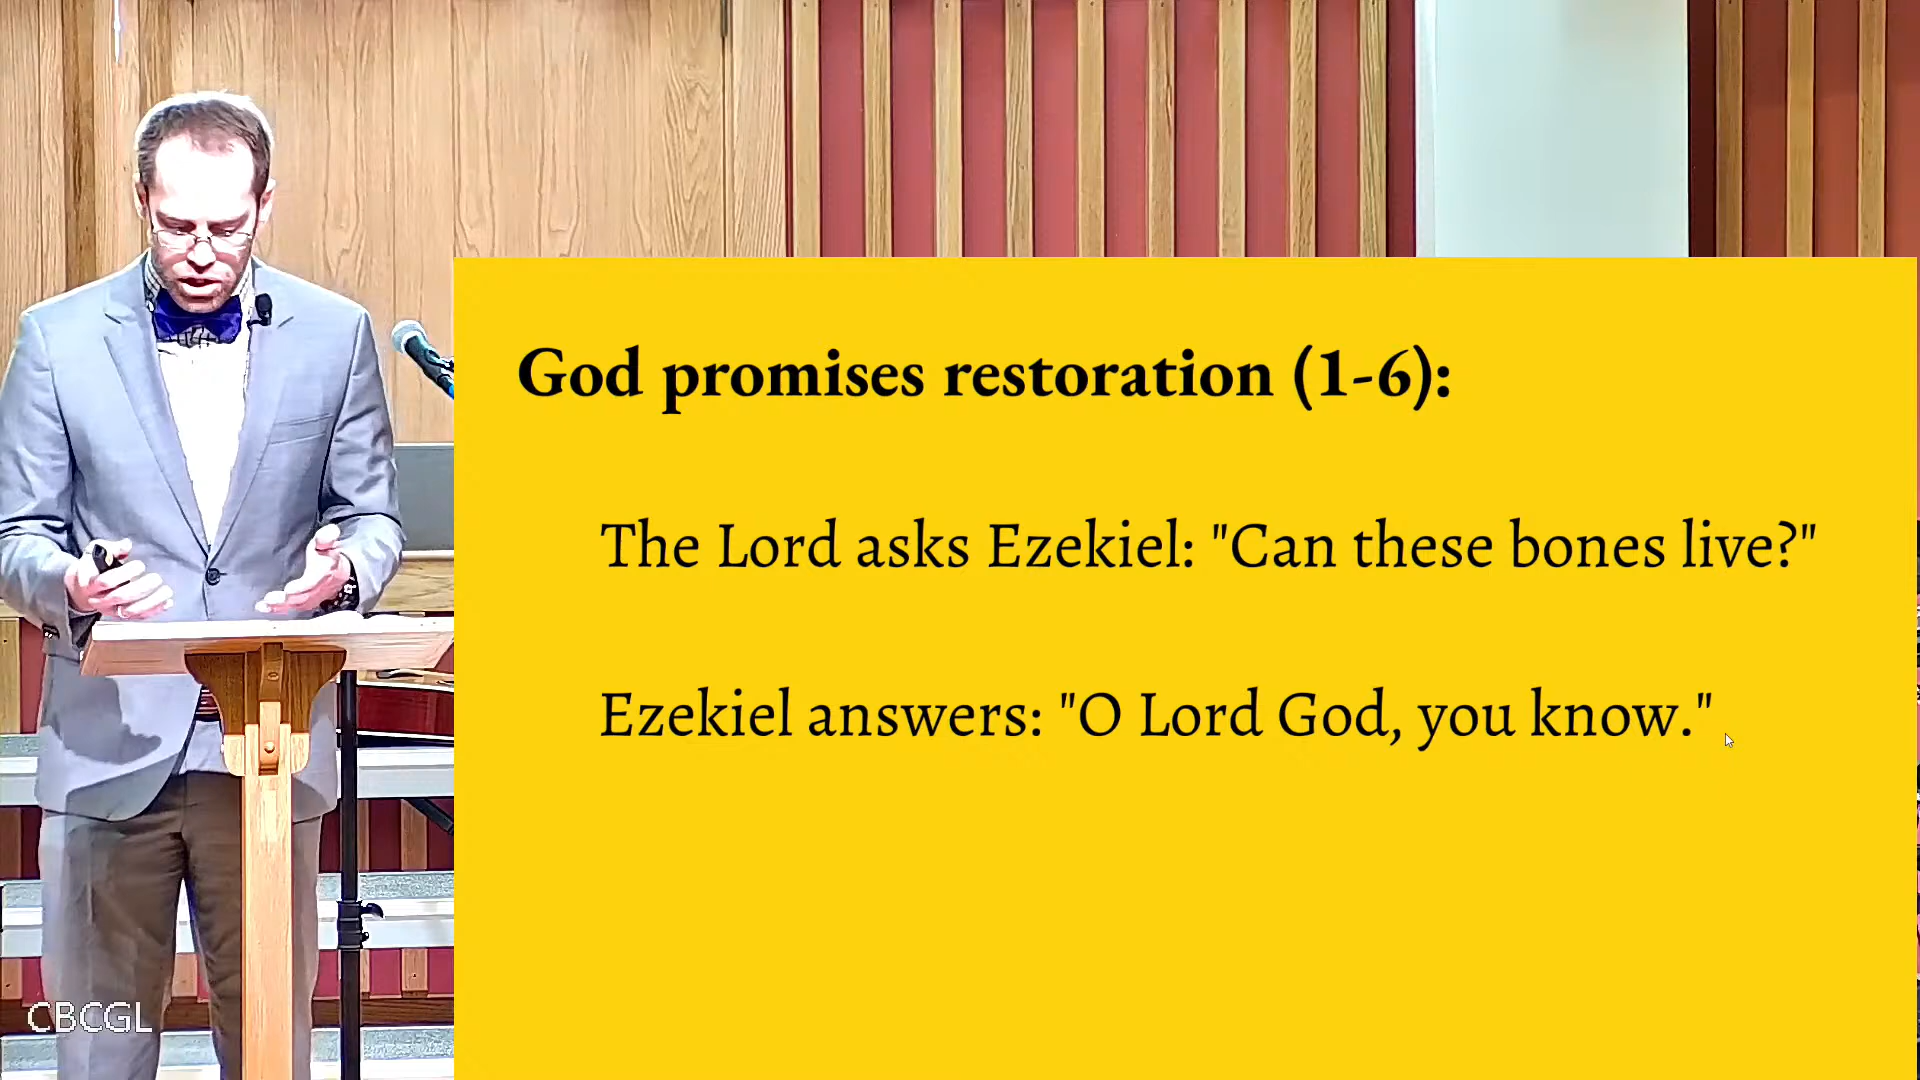 God promises restoration (1-6):
The Lord asks Ezekiel: "Can these bones live?"
Ezekiel answers: "O Lord God, you know."
CBCGL